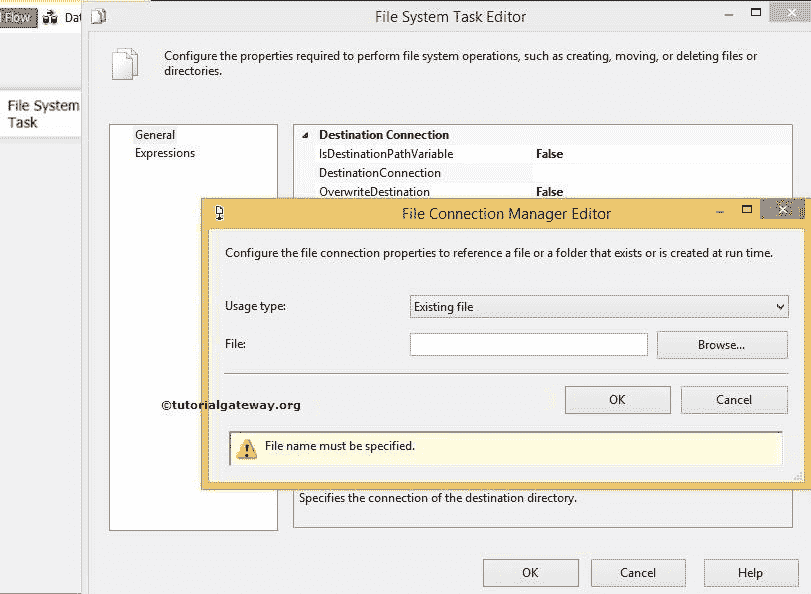 Flow
Dat
File System Task Editor
Configure the properties required to perform file system operations, such as creating, moving, or deleting files or
directories.
File System
Task
General
Expressions
Destination Connection
IsDestinationPathVariable False
DestinationConnection
OverwriteDestination False
File Connection Manager Editor
Configure the file connection properties to reference a file or a folder that exists or is created at run time.
Usage type: Existing file
File: Browse...
©tutorialgateway.org
OK Cancel
File name must be specified.
Specifies the connection of the destination directory.
OK Cancel Help